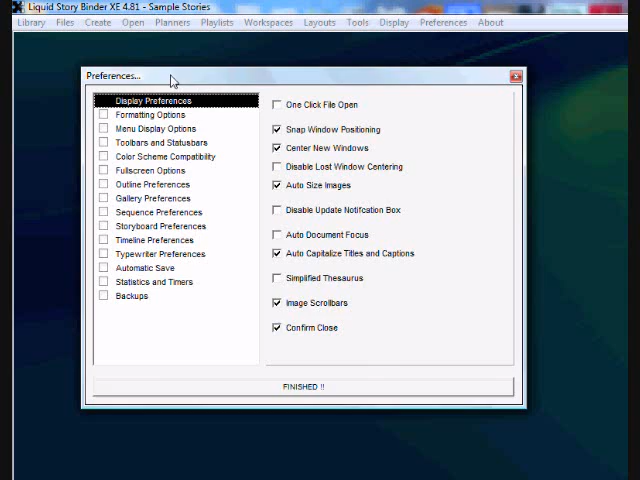 Liquid Story Binder XE 4.81 - Sample Stories
Library Files Create Open Planners Playlists Workspaces Layouts Tools Display Preferences About
Preferences...
Display Preferences
Formatting Options
Menu Display Options
Toolbars and Statusbars
Color Scheme Compatibility
Fullscreen Options
Outline Preferences
Gallery Preferences
Sequence Preferences
Storyboard Preferences
Timeline Preferences
Typewriter Preferences
Automatic Save
Statistics and Timers
Backups
One Click File Open
Snap Window Positioning
Center New Windows
Disable Lost Window Centering
Auto Size Images
Disable Update Notifcation Box
Auto Document Focus
Auto Capitalize Titles and Captions
Simplified Thesaurus
Image Scrollbars
Confirm Close
FINISHED !!